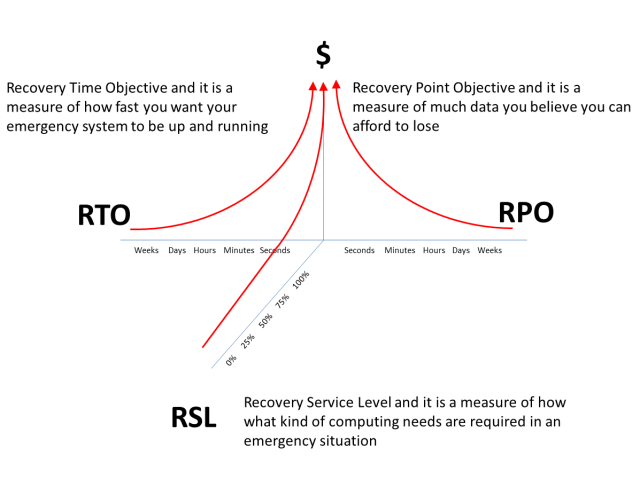 $
Recovery Time Objective and it is a
measure of how fast you want your
emergency system to be up and running
Recovery Point Objective and it is a
measure of much data you believe you can
afford to lose
RTO
RPO
Weeks Days Hours Minutes Seconds
Seconds Minutes Hours Days Weeks
100%
75%
50%
25%
0%
RSL
Recovery Service Level and it is a measure of how
what kind of computing needs are required in an
emergency situation